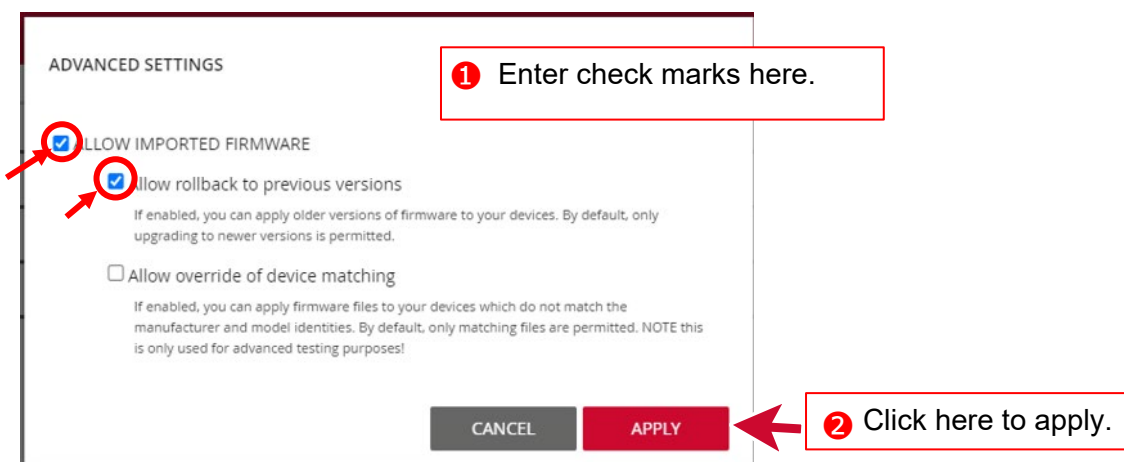 ADVANCED SETTINGS
❶ Enter check marks here.
ALLOW IMPORTED FIRMWARE
Allow rollback to previous versions
If enabled, you can apply older versions of firmware to your devices. By default, only
upgrading to newer versions is permitted.
Allow override of device matching
If enabled, you can apply firmware files to your devices which do not match the
manufacturer and model identities. By default, only matching files are permitted. NOTE this
is only used for advanced testing purposes!
CANCEL
APPLY
❷ Click here to apply.